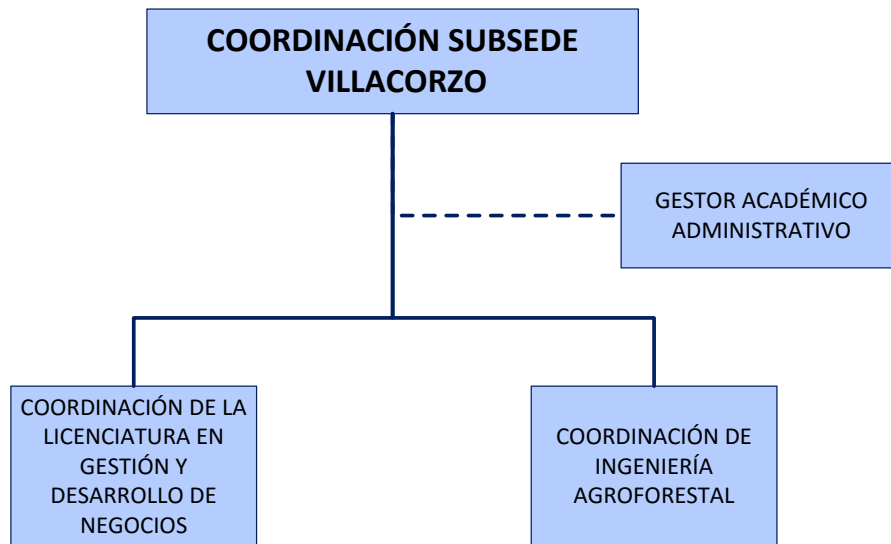 COORDINACIÓN SUBSEDE
VILLACORZO
GESTOR ACADÉMICO
ADMINISTRATIVO
COORDINACIÓN DE LA
LICENCIATURA EN
GESTIÓN Y
DESARROLLO DE
NEGOCIOS
COORDINACIÓN DE
INGENIERÍA
AGROFORESTAL